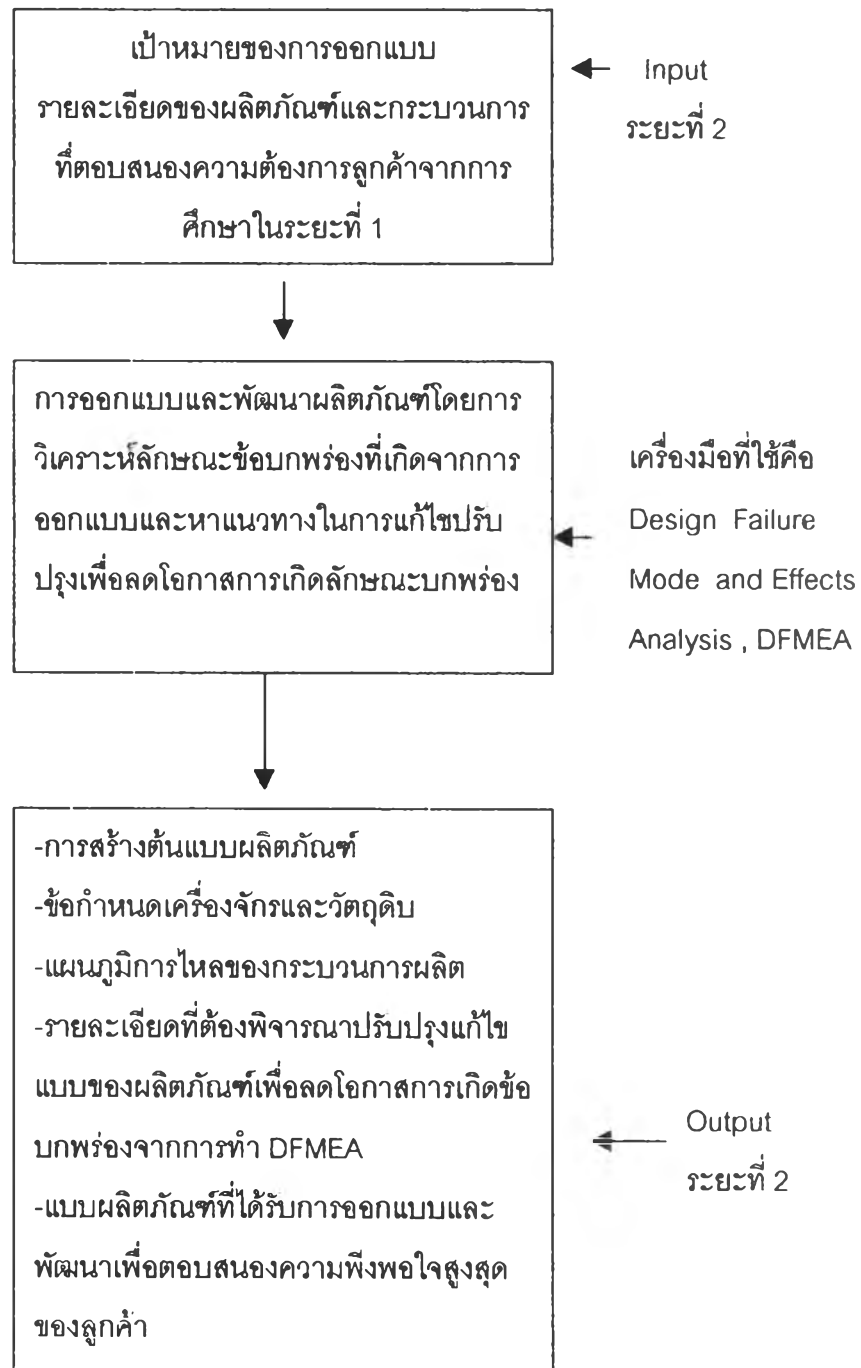 เป้าหมายของการออกแบบ
รายละเอียดของผลิตภัณฑ์และกระบวนการ
ที่ตอบสนองความต้องการลูกค้าจากการ
ศึกษาในระยะที่ 1
Input
ระยะที่ 2
การออกแบบและพัฒนาผลิตภัณฑ์โดยการ
วิเคราะห์ลักษณะข้อบกพร่องที่เกิดจากการ
ออกแบบและหาแนวทางในการแก้ไขปรับ
ปรุงเพื่อลดโอกาสการเกิดลักษณะบกพร่อง
เครื่องมือที่ใช้คือ
Design Failure
Mode and Effects
Analysis , DFMEA
-การสร้างต้นแบบผลิตภัณฑ์
-ข้อกำหนดเครื่องจักรและวัตถุดิบ
-แผนภูมิการไหลของกระบวนการผลิต
-รายละเอียดที่ต้องพิจารณาปรับปรุงแก้ไข
แบบของผลิตภัณฑ์เพื่อลดโอกาสการเกิดข้อ
บกพร่องจากการทำ DFMEA
-แบบผลิตภัณฑ์ที่ได้รับการออกแบบและ
พัฒนาเพื่อตอบสนองความพึงพอใจสูงสุด
ของลูกค้า
Output
ระยะที่ 2